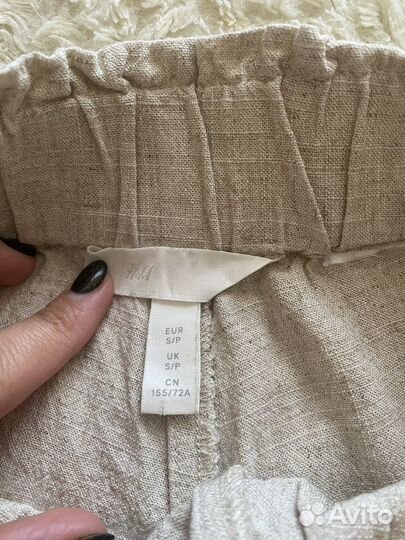 H&M
EUR
S/P
UK
S/P
CN
155/72A
Avito